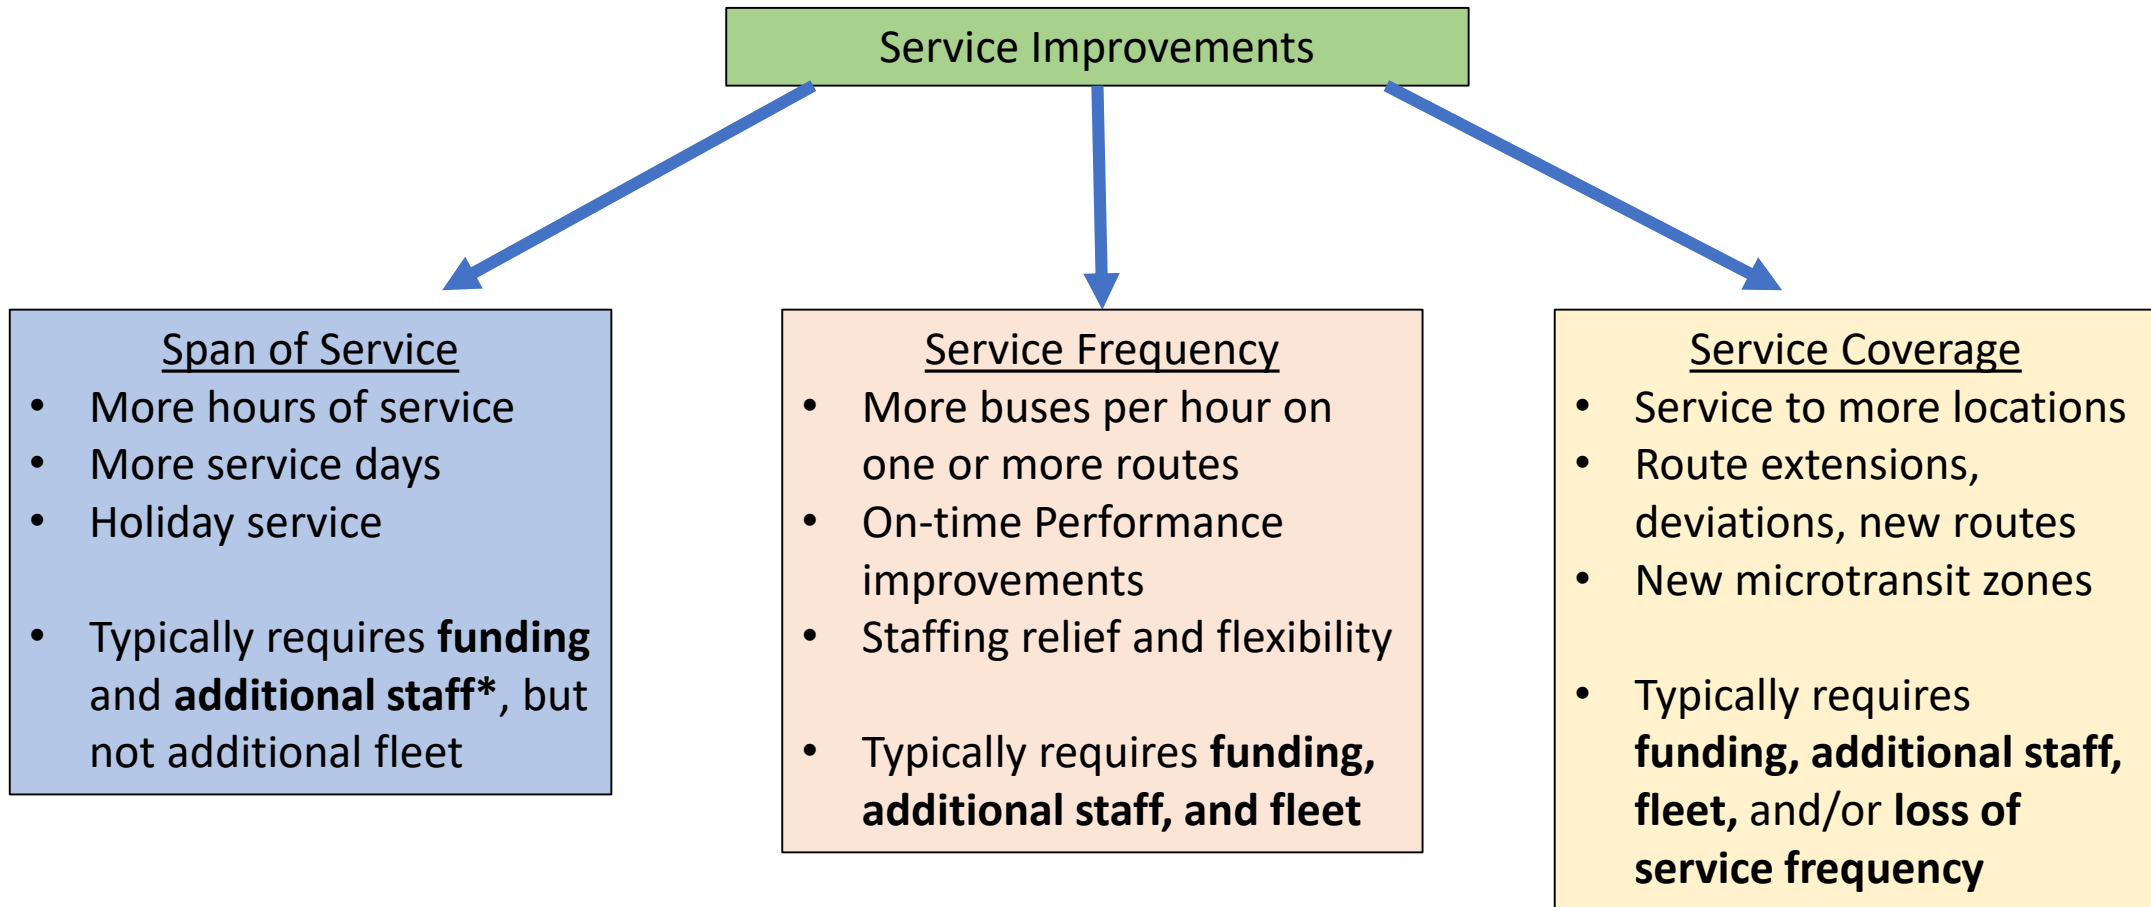 Service Improvements
Span of Service
• More hours of service
• More service days
• Holiday service
• Typically requires funding
and additional staff*, but
not additional fleet
Service Frequency
• More buses per hour on
one or more routes
• On-time Performance
improvements
• Staffing relief and flexibility
• Typically requires funding,
additional staff, and fleet
Service Coverage
• Service to more locations
• Route extensions,
deviations, new routes
• New microtransit zones
• Typically requires
funding, additional staff,
fleet, and/or loss of
service frequency